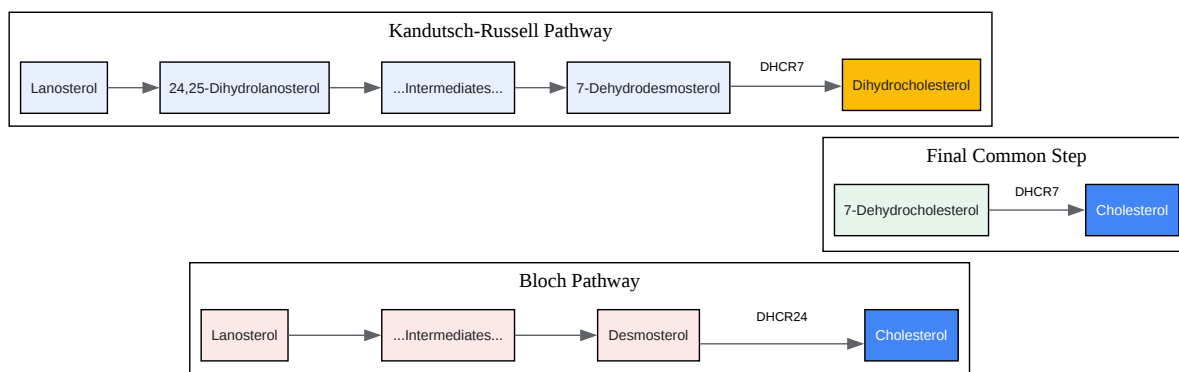 Kandutsch-Russell Pathway
Lanosterol
24,25-Dihydrolanosterol
...Intermediates...
7-Dehydrodesmosterol
DHCR7
Dihydrocholesterol
Final Common Step
7-Dehydrocholesterol
DHCR7
Cholesterol
Bloch Pathway
Lanosterol
...Intermediates...
Desmosterol
DHCR24
Cholesterol